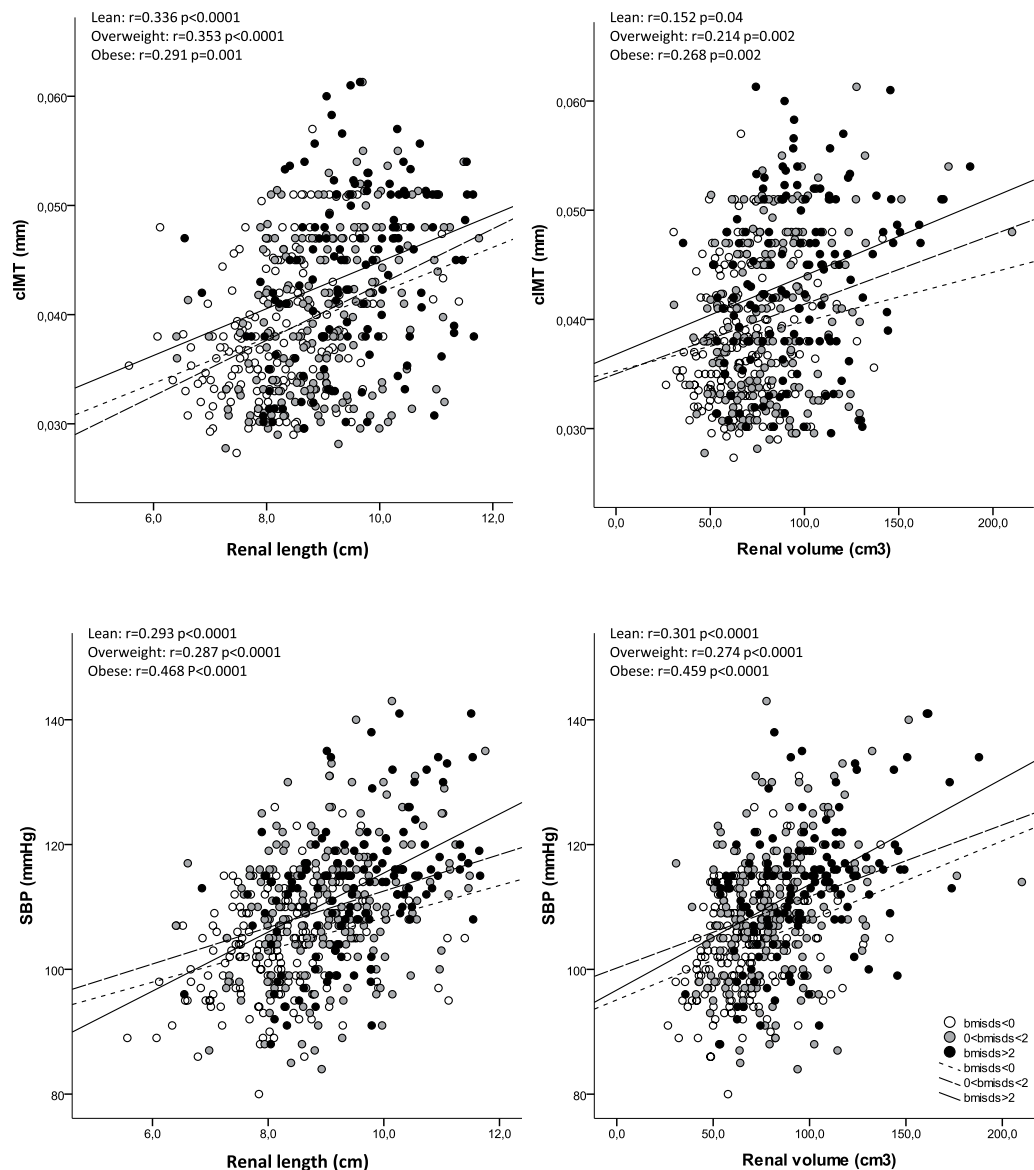 Lean: r=0.336 p<0.0001
Overweight: r=0.353 p<0.0001
Obese: r=0.291 p=0.001
0,060
0,050
0,040
0,030
cIMT (mm)
6,0 8,0 10,0 12,0
Renal length (cm)
Lean: r=0.152 p=0.04
Overweight: r=0.214 p=0.002
Obese: r=0.268 p=0.002
0,060
0,050
0,040
0,030
cIMT (mm)
0,0 50,0 100,0 150,0 200,0
Renal volume (cm3)
Lean: r=0.293 p<0.0001
Overweight: r=0.287 p<0.0001
Obese: r=0.468 P<0.0001
140
120
100
80
SBP (mmHg)
6,0 8,0 10,0 12,0
Renal length (cm)
Lean: r=0.301 p<0.0001
Overweight: r=0.274 p<0.0001
Obese: r=0.459 p<0.0001
140
120
100
80
SBP (mmHg)
0,0 50,0 100,0 150,0 200,0
Renal volume (cm3)
bmisds<0
0<bmisds<2
bmisds>2
bmisds<0
0<bmisds<2
bmisds>2